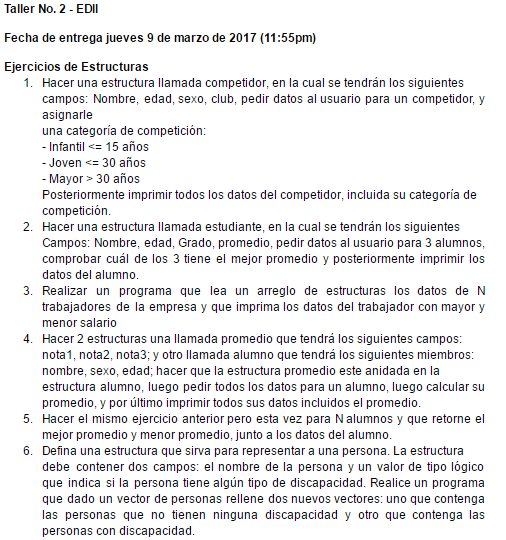 Taller No. 2 - EDII
Fecha de entrega jueves 9 de marzo de 2017 (11:55pm)
Ejercicios de Estructuras
1. Hacer una estructura llamada competidor, en la cual se tendrán los siguientes
campos: Nombre, edad, sexo, club, pedir datos al usuario para un competidor, y
asignarle
una categoría de competición:
- Infantil <= 15 años
- Joven <= 30 años
- Mayor > 30 años
Posteriormente imprimir todos los datos del competidor, incluida su categoría de
competición.
2. Hacer una estructura llamada estudiante, en la cual se tendrán los siguientes
Campos: Nombre, edad, Grado, promedio, pedir datos al usuario para 3 alumnos,
comprobar cuál de los 3 tiene el mejor promedio y posteriormente imprimir los
datos del alumno.
3. Realizar un programa que lea un arreglo de estructuras los datos de N
trabajadores de la empresa y que imprima los datos del trabajador con mayor y
menor salario
4. Hacer 2 estructuras una llamada promedio que tendrá los siguientes campos:
nota1, nota2, nota3; y otro llamada alumno que tendrá los siguientes miembros:
nombre, sexo, edad; hacer que la estructura promedio este anidada en la
estructura alumno, luego pedir todos los datos para un alumno, luego calcular su
promedio, y por último imprimir todos sus datos incluidos el promedio.
5. Hacer el mismo ejercicio anterior pero esta vez para N alumnos y que retorne el
mejor promedio y menor promedio, junto a los datos del alumno.
6. Defina una estructura que sirva para representar a una persona. La estructura
debe contener dos campos: el nombre de la persona y un valor de tipo lógico
que indica si la persona tiene algún tipo de discapacidad. Realice un programa
que dado un vector de personas rellene dos nuevos vectores: uno que contenga
las personas que no tienen ninguna discapacidad y otro que contenga las
personas con discapacidad.